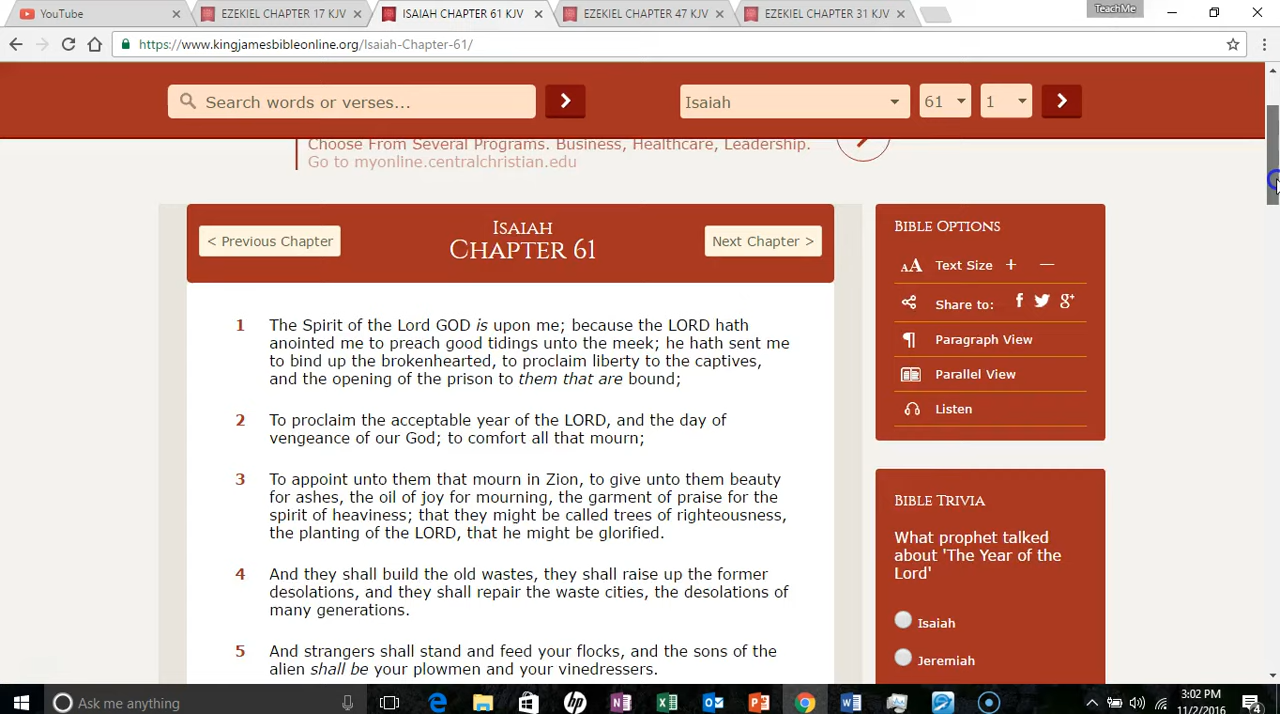 YouTube
EZEKIEL CHAPTER 17 KJV
ISAIAH CHAPTER 61 KJV
EZEKIEL CHAPTER 47 KJV
EZEKIEL CHAPTER 31 KJV
TeachMe
https://www.kingjamesbibleonline.org/Isaiah-Chapter-61/
Search words or verses...
Isaiah
61
1
Choose From Several Programs. Business, Healthcare, Leadership.
Go to myonline.centralchristian.edu
< Previous Chapter
ISAIAH
CHAPTER 61
Next Chapter >
1 The Spirit of the Lord GOD is upon me; because the LORD hath
anointed me to preach good tidings unto the meek; he hath sent me
to bind up the brokenhearted, to proclaim liberty to the captives,
and the opening of the prison to them that are bound;
2 To proclaim the acceptable year of the LORD, and the day of
vengeance of our God; to comfort all that mourn;
3 To appoint unto them that mourn in Zion, to give unto them beauty
for ashes, the oil of joy for mourning, the garment of praise for the
spirit of heaviness; that they might be called trees of righteousness,
the planting of the LORD, that he might be glorified.
4 And they shall build the old wastes, they shall raise up the former
desolations, and they shall repair the waste cities, the desolations of
many generations.
5 And strangers shall stand and feed your flocks, and the sons of the
alien shall be your plowmen and your vinedressers.
BIBLE OPTIONS
AA Text Size + —
Share to: f g+
¶ Paragraph View
Parallel View
Listen
BIBLE TRIVIA
What prophet talked
about 'The Year of the
Lord'
Isaiah
Jeremiah
Ask me anything
3:02 PM
11/2/2016
4